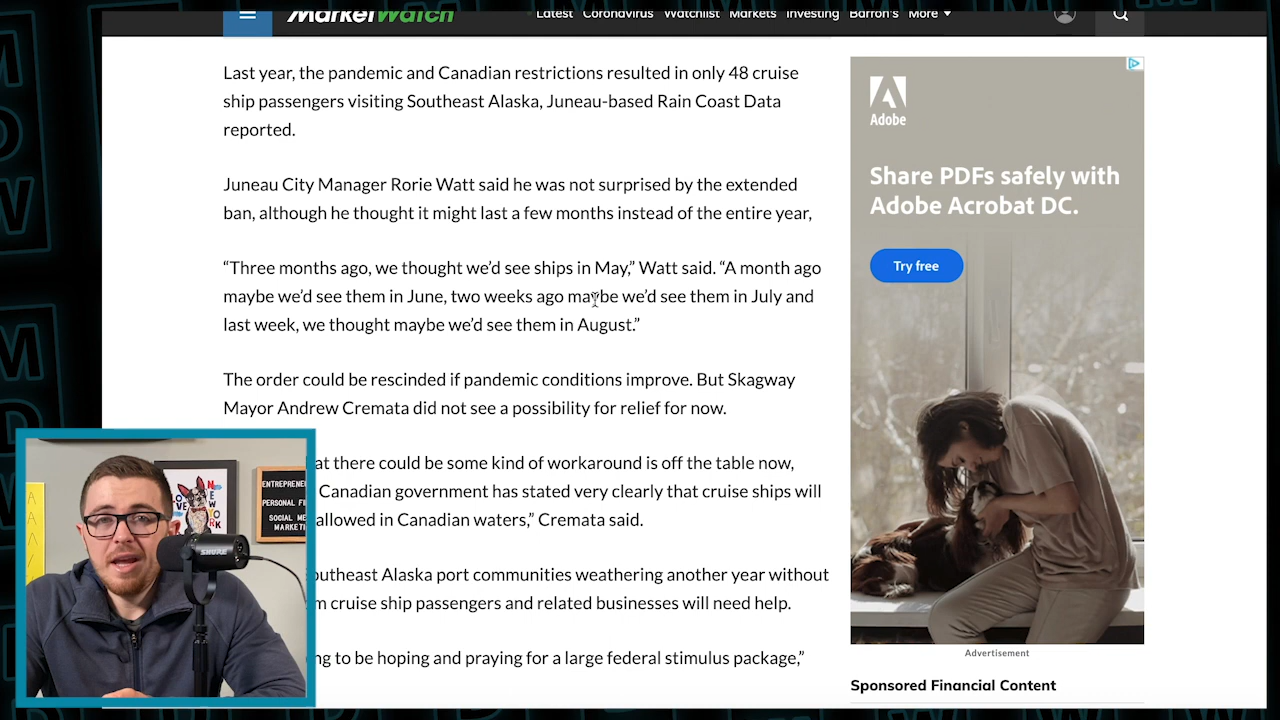 MarketWatch
Latest Coronavirus Watchlist Markets Investing Barron's More
Last year, the pandemic and Canadian restrictions resulted in only 48 cruise
ship passengers visiting Southeast Alaska, Juneau-based Rain Coast Data
reported.
Juneau City Manager Rorie Watt said he was not surprised by the extended
ban, although he thought it might last a few months instead of the entire year,
“Three months ago, we thought we’d see ships in May,” Watt said. “A month ago
maybe we’d see them in June, two weeks ago maybe we’d see them in July and
last week, we thought maybe we’d see them in August.”
The order could be rescinded if pandemic conditions improve. But Skagway
Mayor Andrew Cremata did not see a possibility for relief for now.
at there could be some kind of workaround is off the table now,
Canadian government has stated very clearly that cruise ships will
allowed in Canadian waters,” Cremata said.
outheast Alaska port communities weathering another year without
m cruise ship passengers and related businesses will need help.
ng to be hoping and praying for a large federal stimulus package,”
Adobe
Share PDFs safely with
Adobe Acrobat DC.
Try free
Advertisement
Sponsored Financial Content
ENTREPRENE
PERSONAL FI
SOCIAL ME
MARKETI
SHURE